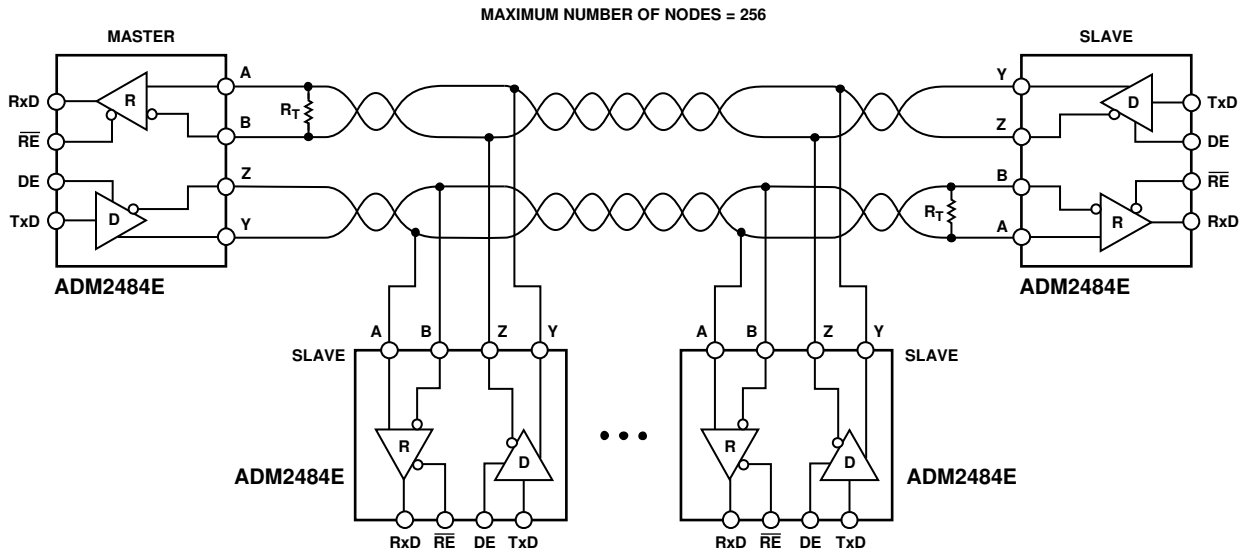 MAXIMUM NUMBER OF NODES = 256
MASTER
SLAVE
A
Y
RxD
R
D
TxD
RT
B
Z
RE
DE
DE
Z
B
RE
TxD
D
RT
R
RxD
Y
A
ADM2484E
ADM2484E
A B Z Y
A B Z Y
SLAVE
SLAVE
R
D
R
D
ADM2484E
ADM2484E
RxD RE DE TxD
RxD RE DE TxD